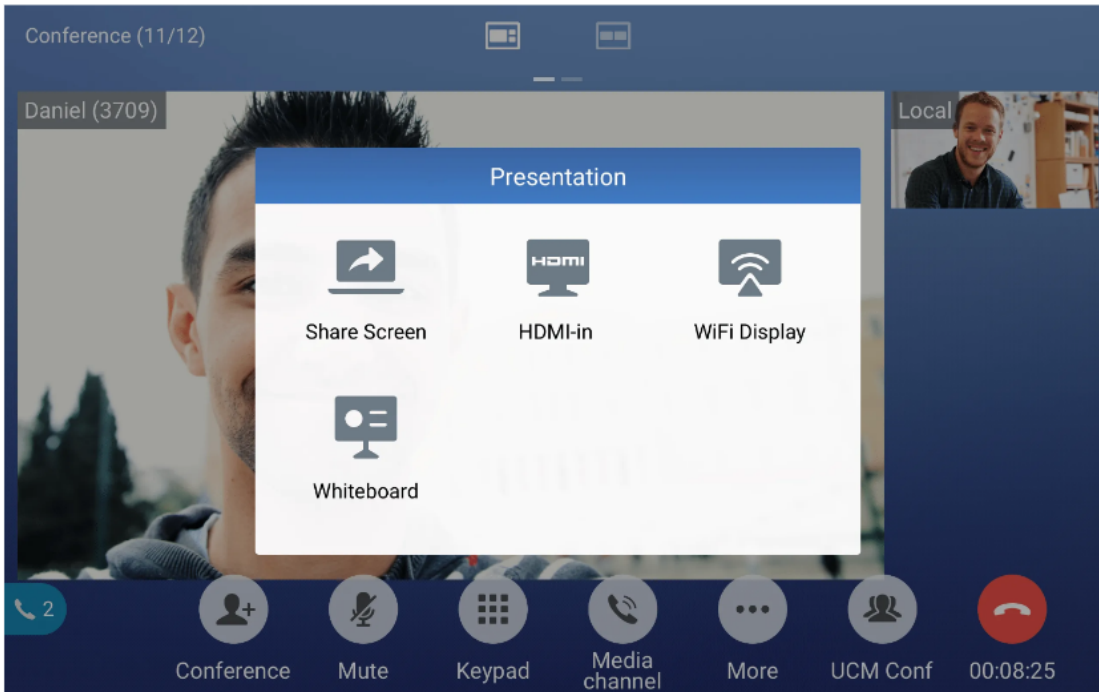 Conference (11/12)
Daniel (3709)
Local
Presentation
HDMI
Share Screen
HDMI-in
WiFi Display
Whiteboard
2
Conference
Mute
Keypad
Media
channel
More
UCM Conf
00:08:25